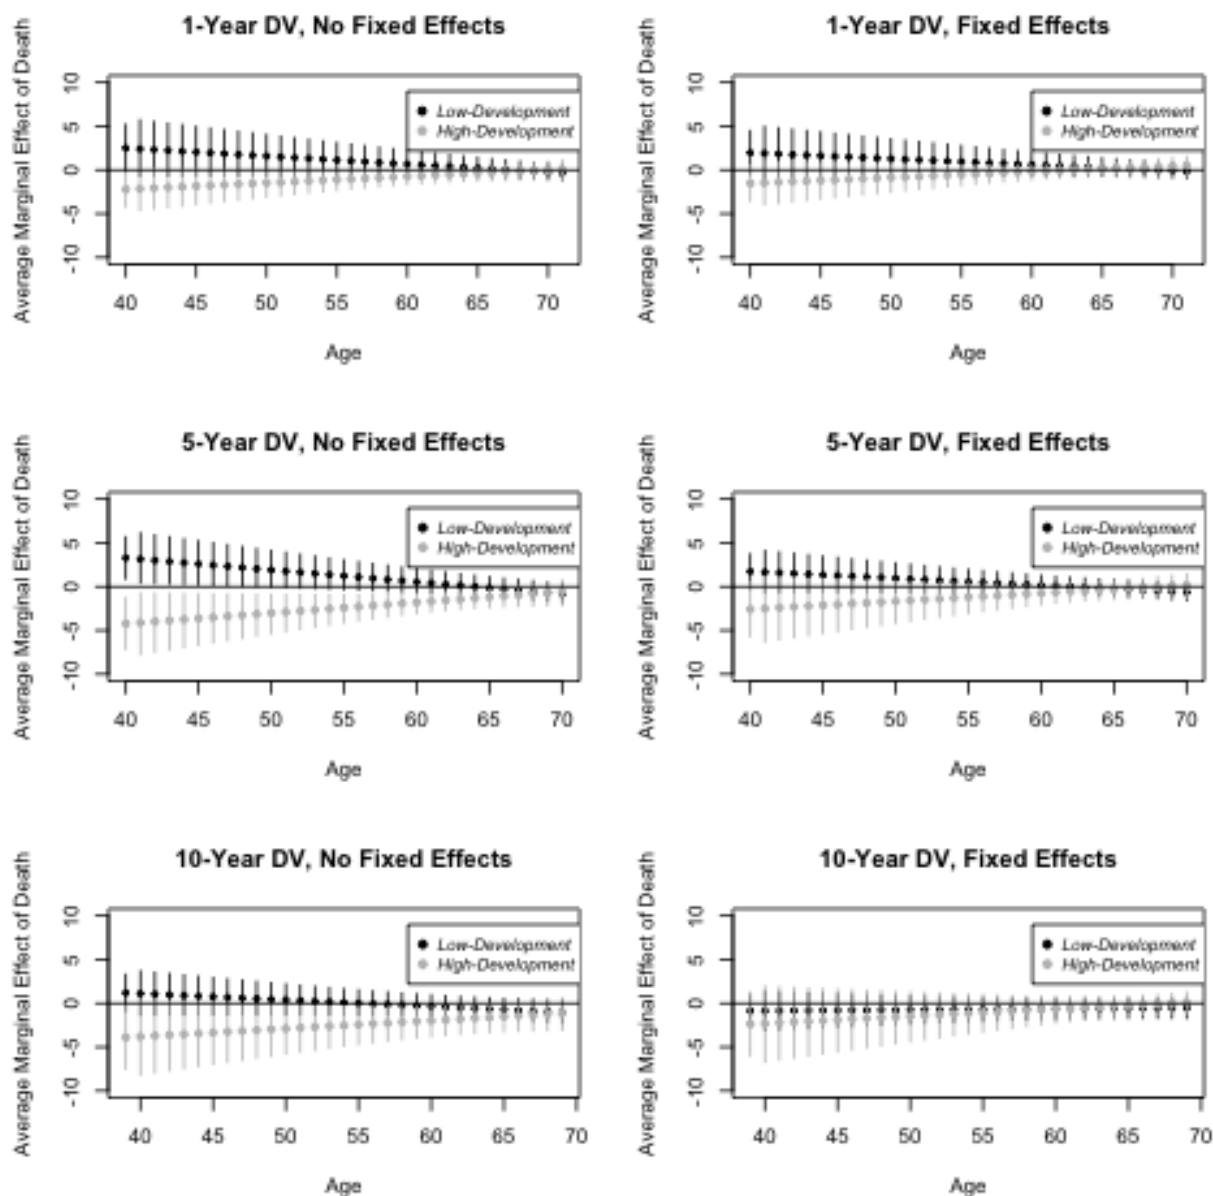 1-Year DV, No Fixed Effects
Average Marginal Effect of Death
10
5
0
-5
-10
Low-Development
High-Development
40 45 50 55 60 65 70
Age
1-Year DV, Fixed Effects
Average Marginal Effect of Death
10
5
0
-5
-10
Low-Development
High-Development
40 45 50 55 60 65 70
Age
5-Year DV, No Fixed Effects
Average Marginal Effect of Death
10
5
0
-5
-10
Low-Development
High-Development
40 45 50 55 60 65 70
Age
5-Year DV, Fixed Effects
Average Marginal Effect of Death
10
5
0
-5
-10
Low-Development
High-Development
40 45 50 55 60 65 70
Age
10-Year DV, No Fixed Effects
Average Marginal Effect of Death
10
5
0
-5
-10
Low-Development
High-Development
40 45 50 55 60 65 70
Age
10-Year DV, Fixed Effects
Average Marginal Effect of Death
10
5
0
-5
-10
Low-Development
High-Development
40 45 50 55 60 65 70
Age